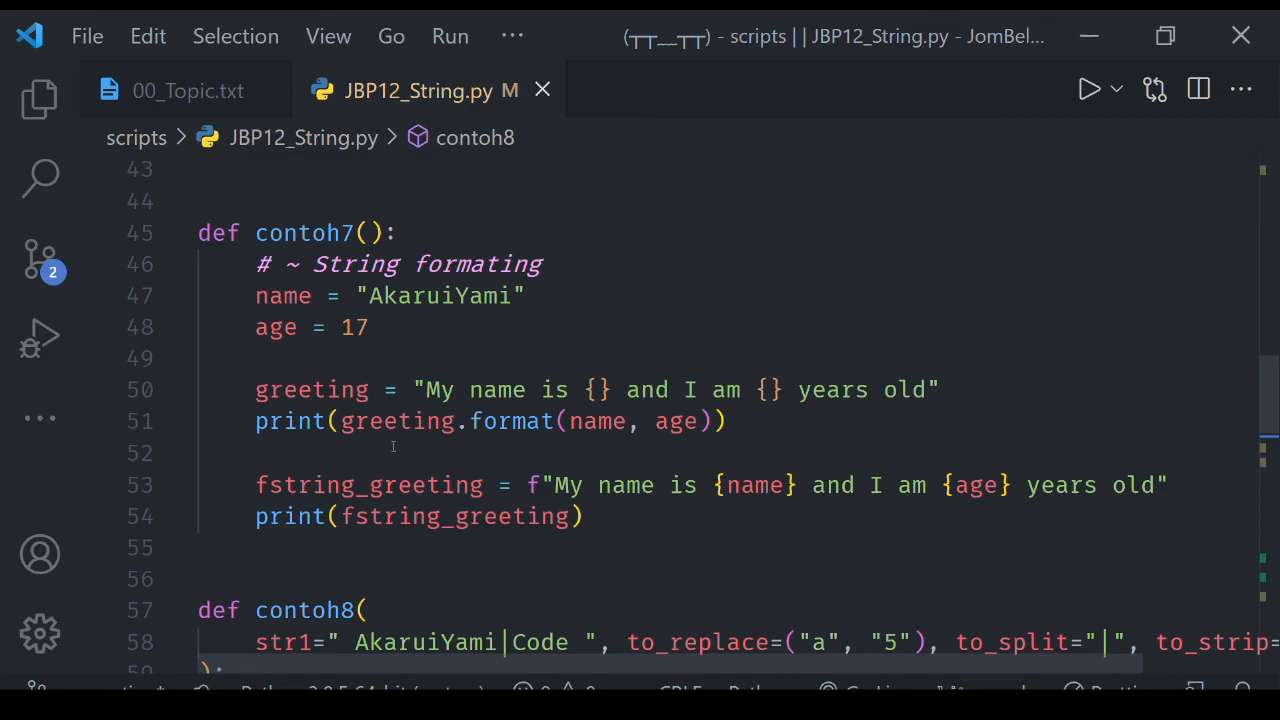 File Edit Selection View Go Run ··· (┬┬﹏┬┬) - scripts | | JBP12_String.py - JomBel...
00_Topic.txt JBP12_String.py M
scripts > JBP12_String.py > contoh8
43
44
45 def contoh7():
46 # ~ String formating
47 name = "AkaruiYami"
48 age = 17
49
50 greeting = "My name is {} and I am {} years old"
51 print(greeting.format(name, age))
52
53 fstring_greeting = f"My name is {name} and I am {age} years old"
54 print(fstring_greeting)
55
56
57 def contoh8(
58 str1=" AkaruiYami|Code ", to_replace=("a", "5"), to_split="|", to_strip=
59 ):
2